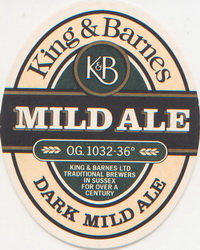 King & Barnes
K&B
MILD ALE
O.G. 1032-36°
KING & BARNES LTD
TRADITIONAL BREWERS
IN SUSSEX
FOR OVER A
CENTURY
DARK MILD ALE